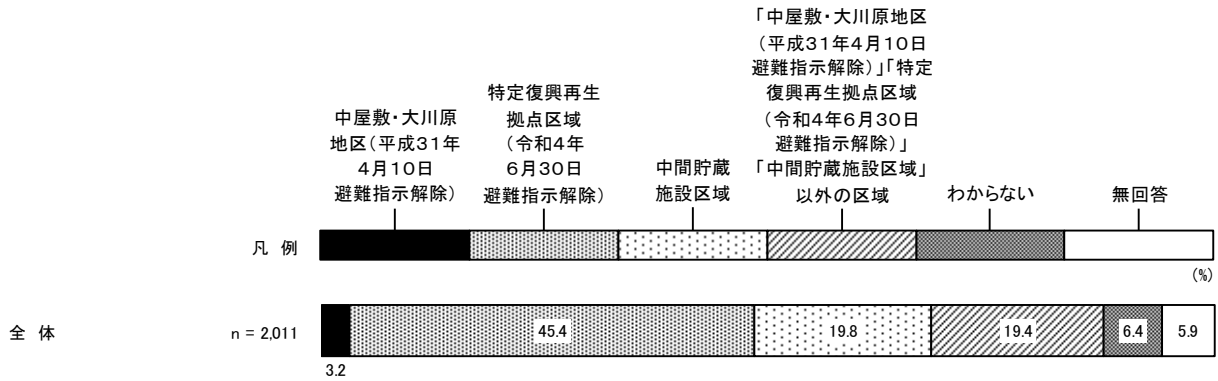 「中屋敷・大川原地区
(平成31年4月10日
避難指示解除)」「特定
復興再生拠点区域
(令和4年6月30日
避難指示解除)」
「中間貯蔵施設区域」
以外の区域
特定復興再生
拠点区域
(令和4年
6月30日
避難指示解除)
中屋敷・大川原
地区(平成31年
4月10日
避難指示解除)
中間貯蔵
施設区域
わからない
無回答
凡 例
(%)
全 体
n = 2,011
3.2
45.4
19.8
19.4
6.4
5.9